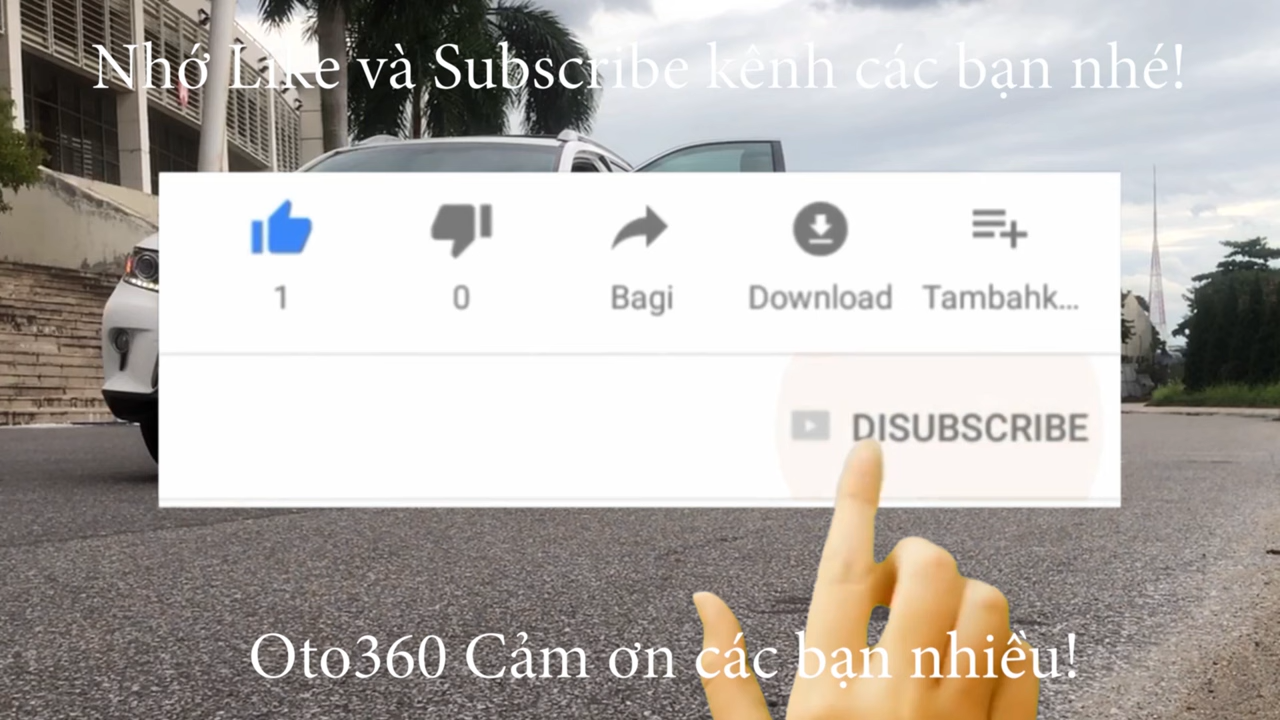 Nhớ Like và Subscribe kênh các bạn nhé!
1 0 Bagi Download Tambahk...
DISUBSCRIBE
Oto360 Cảm ơn các bạn nhiều!